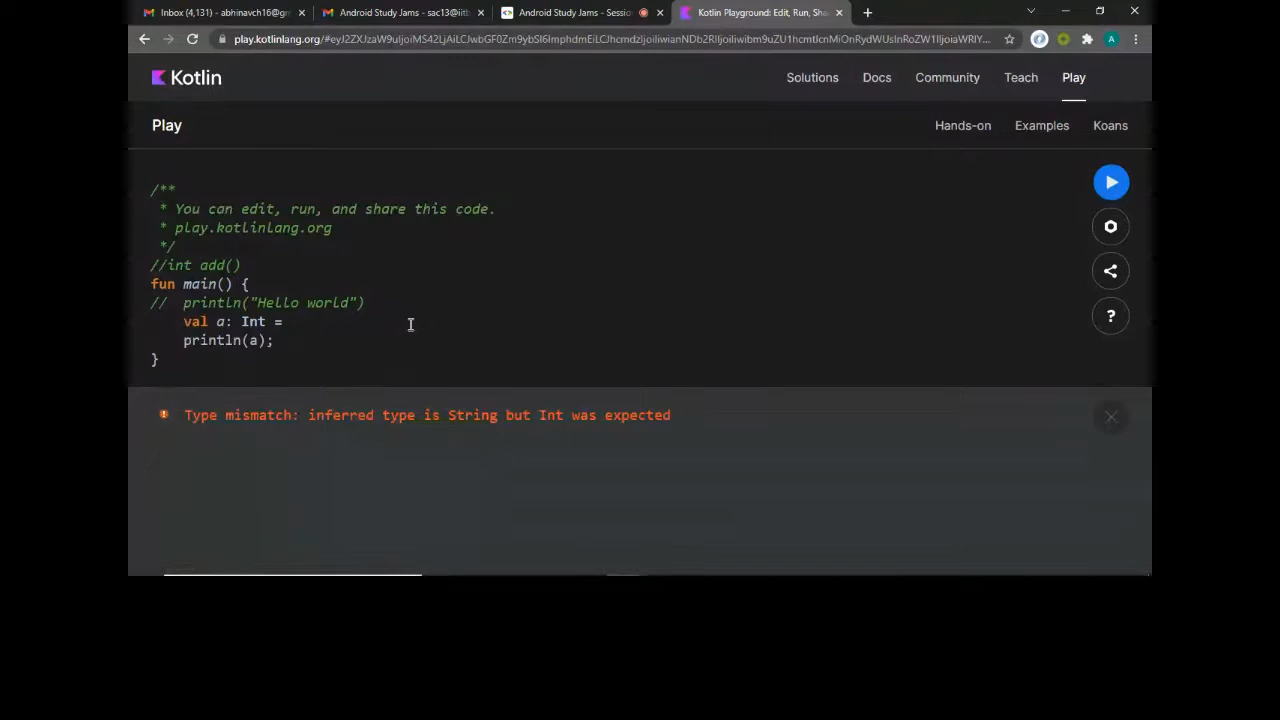 Inbox (4,131) - abhinavch16@gm
Android Study Jams - sac13@iitb
Android Study Jams - Sessio
Kotlin Playground: Edit, Run, Sha
Kotlin
Solutions
Docs
Community
Teach
Play
Play
Hands-on
Examples
Koans
/**
* You can edit, run, and share this code.
* play.kotlinlang.org
*/
//int add()
fun main() {
// println("Hello world")
val a: Int =
println(a);
}
Type mismatch: inferred type is String but Int was expected